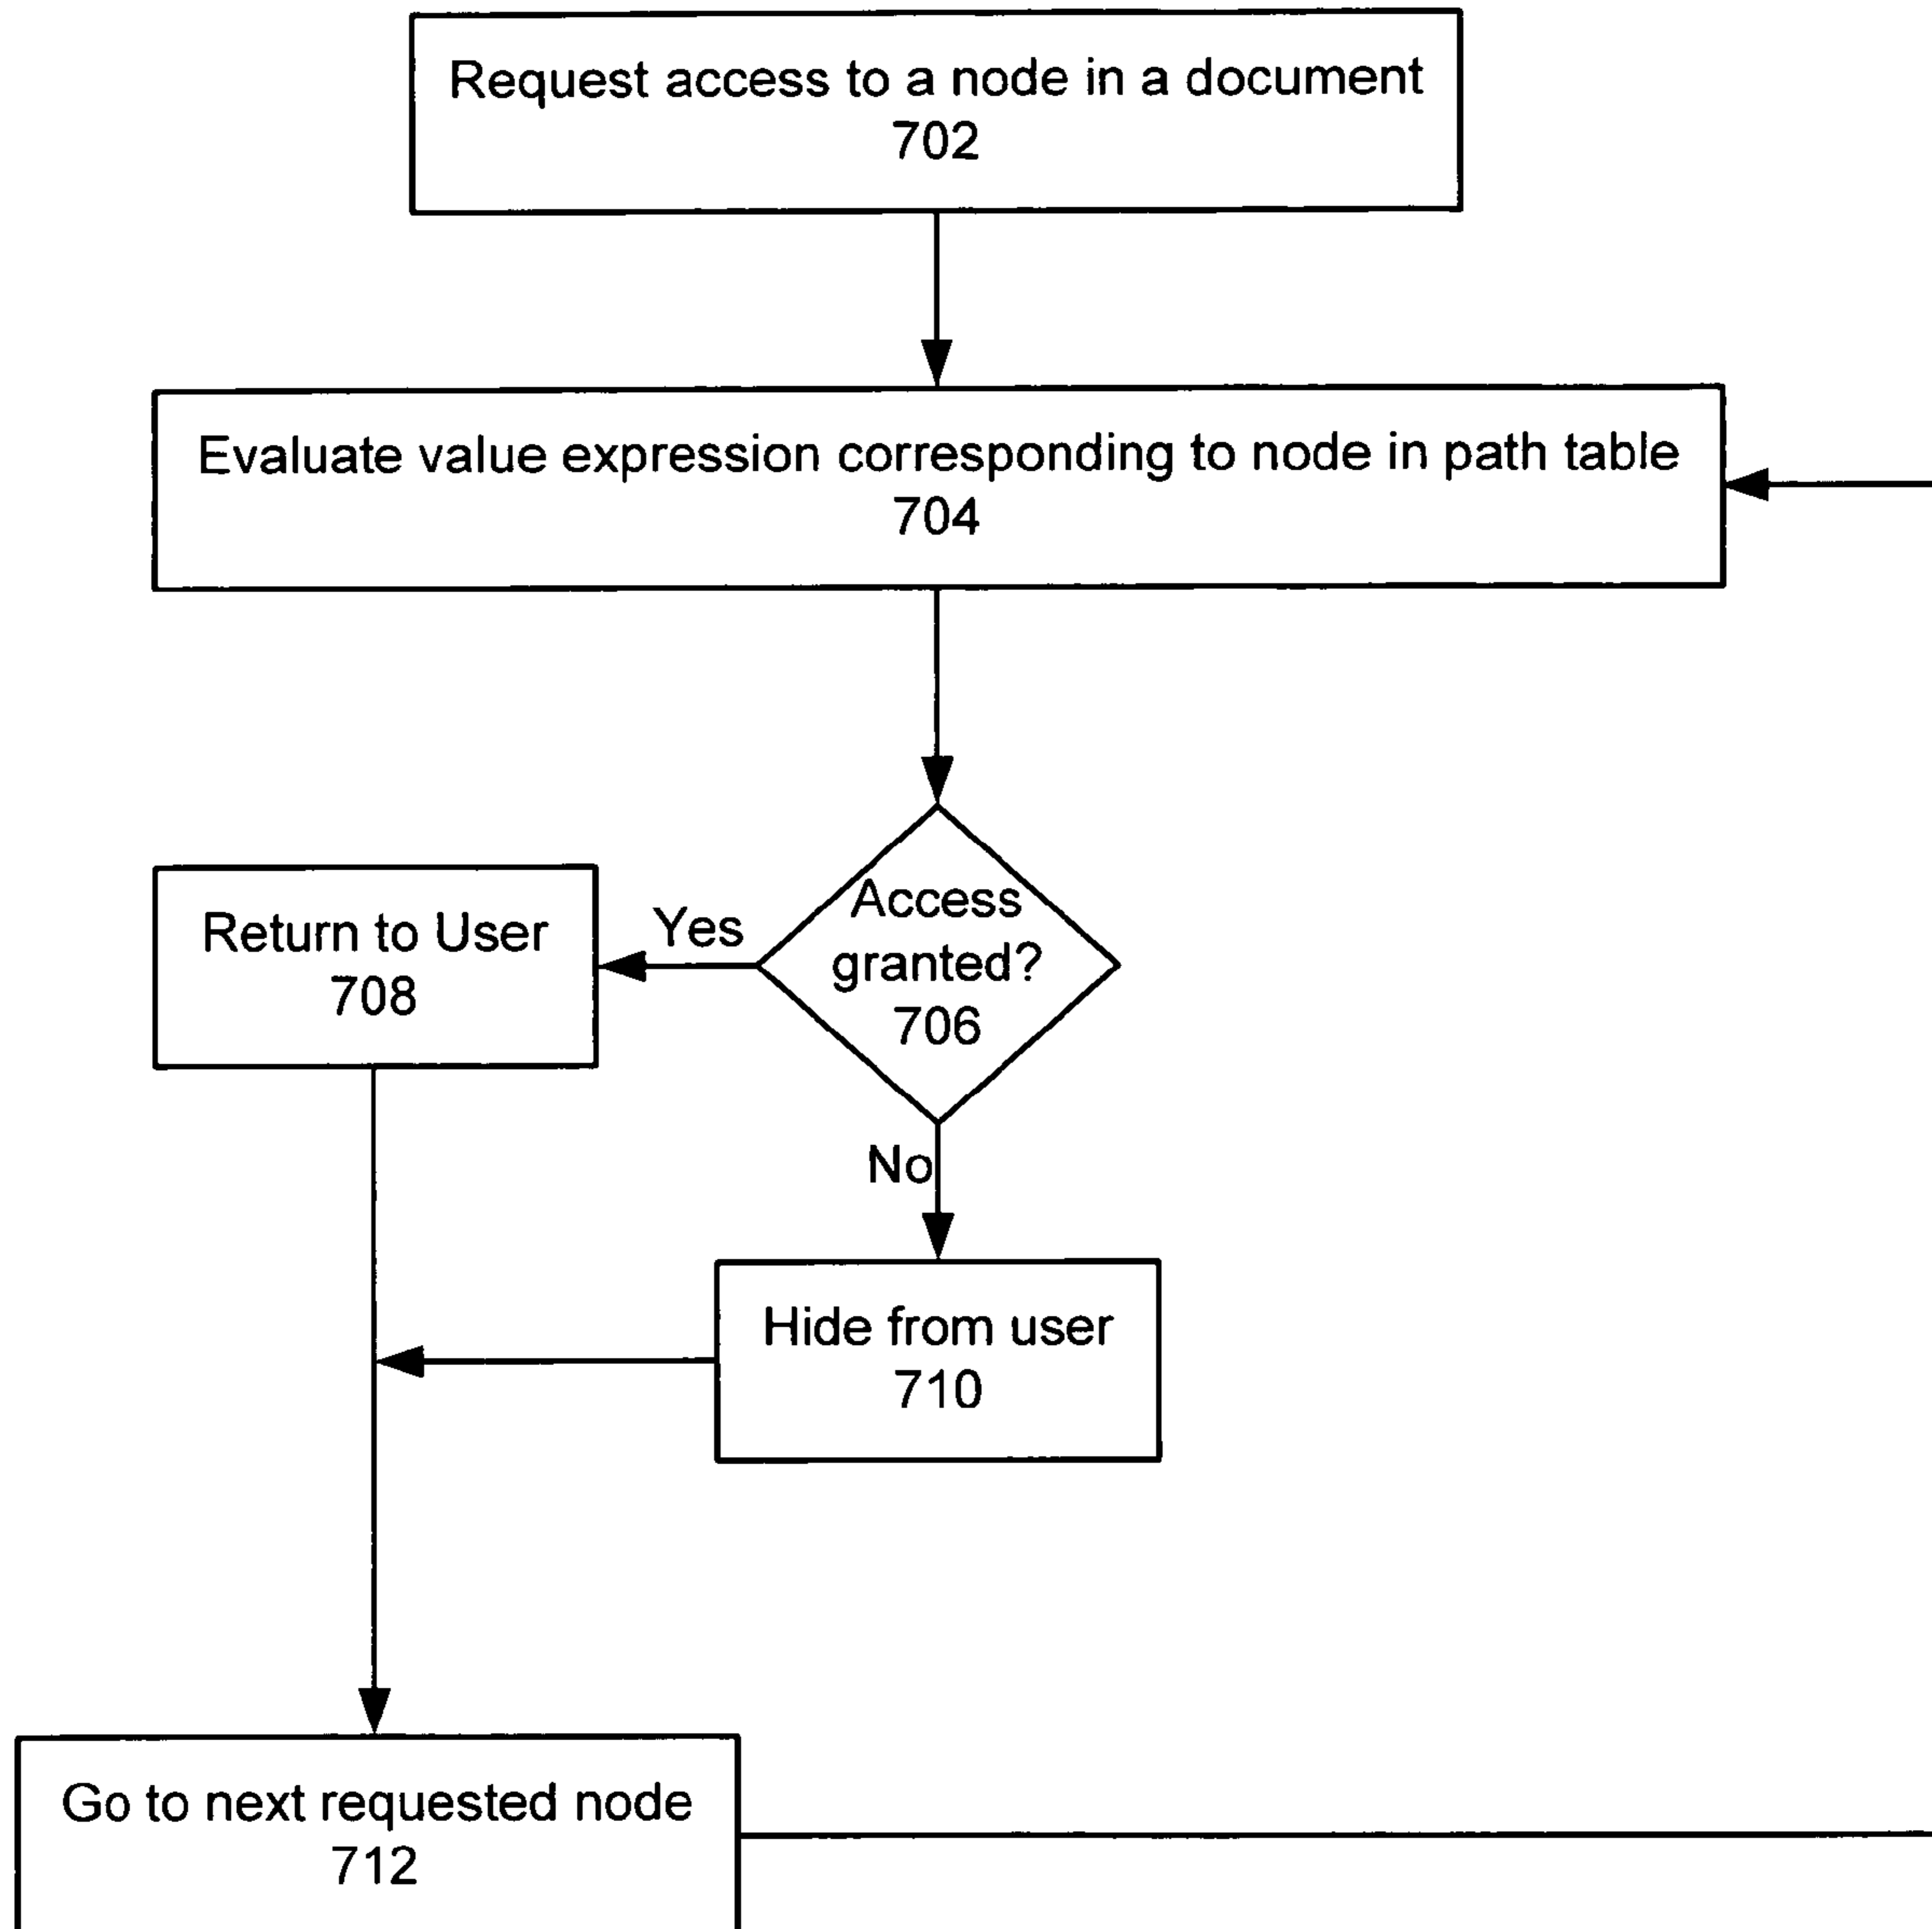 Request access to a node in a document
702
Evaluate value expression corresponding to node in path table
704
Access
granted?
706
Yes
Return to User
708
No
Hide from user
710
Go to next requested node
712